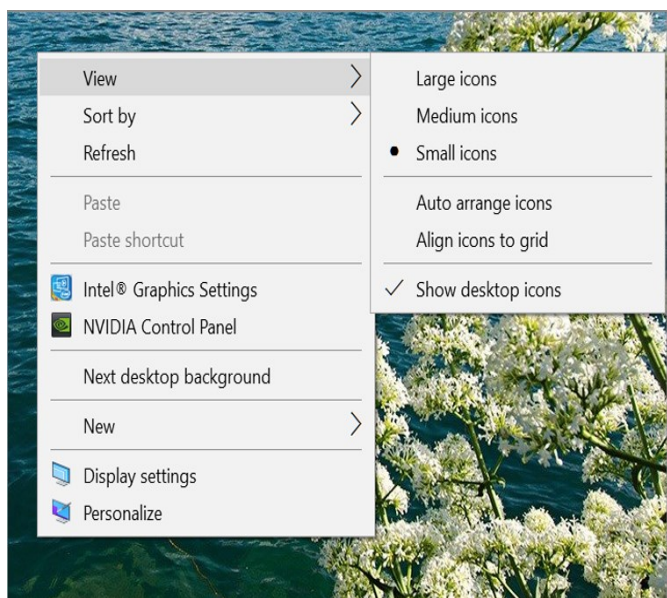 View
Sort by
Refresh
Paste
Paste shortcut
Intel® Graphics Settings
NVIDIA Control Panel
Next desktop background
New
Display settings
Personalize
Large icons
Medium icons
Small icons
Auto arrange icons
Align icons to grid
Show desktop icons